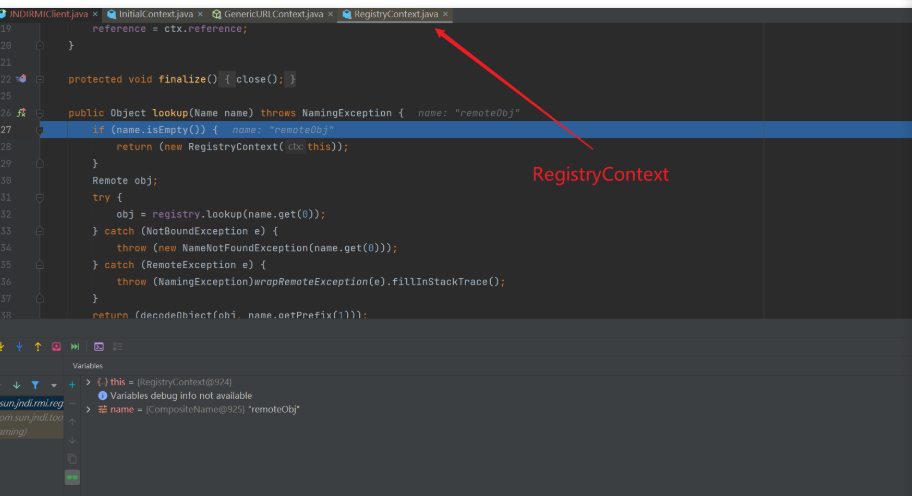 JNDIRMIClient.java × InitialContext.java × GenericURLContext.java × RegistryContext.java ×
19 reference = ctx.reference;
20 }
21
22 protected void finalize() { close(); }
25
26 public Object lookup(Name name) throws NamingException { name: "remoteObj"
27 if (name.isEmpty()) { name: "remoteObj"
28 return (new RegistryContext( ctx: this));
29 }
30 Remote obj;
31 try {
32 obj = registry.lookup(name.get(0));
33 } catch (NotBoundException e) {
34 throw (new NameNotFoundException(name.get(0)));
35 } catch (RemoteException e) {
36 throw (NamingException)wrapRemoteException(e).fillInStackTrace();
37 }
38 return (decodeObject(obj, name.getPrefix(1)));
RegistryContext
Variables
this = {RegistryContext@924}
Variables debug info not available
name = {CompositeName@925} "remoteObj"
sun.jndi.rmi.reg
om.sun.jndi.too
aming)